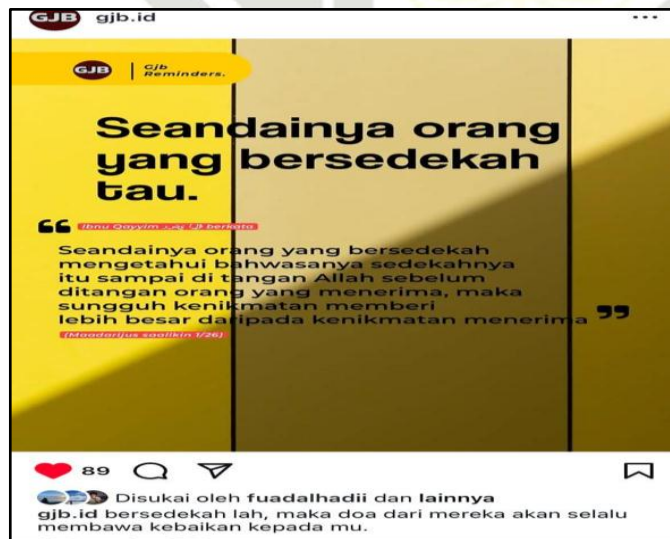 GJB gjb.id
GJB | Gjb
Reminders.
Seandainya orang
yang bersedekah
tau.
Ibnu Qayyim berkata
Seandainya orang yang bersedekah
mengetahui bahwasanya sedekahnya
itu sampai di tangan Allah sebelum
ditangan orang yang menerima, maka
sungguh kenikmatan memberi
lebih besar daripada kenikmatan menerima
(Maadarijus saalikin 1/26)
89
Disukai oleh fuadalhadii dan lainnya
gjb.id bersedekah lah, maka doa dari mereka akan selalu
membawa kebaikan kepada mu.